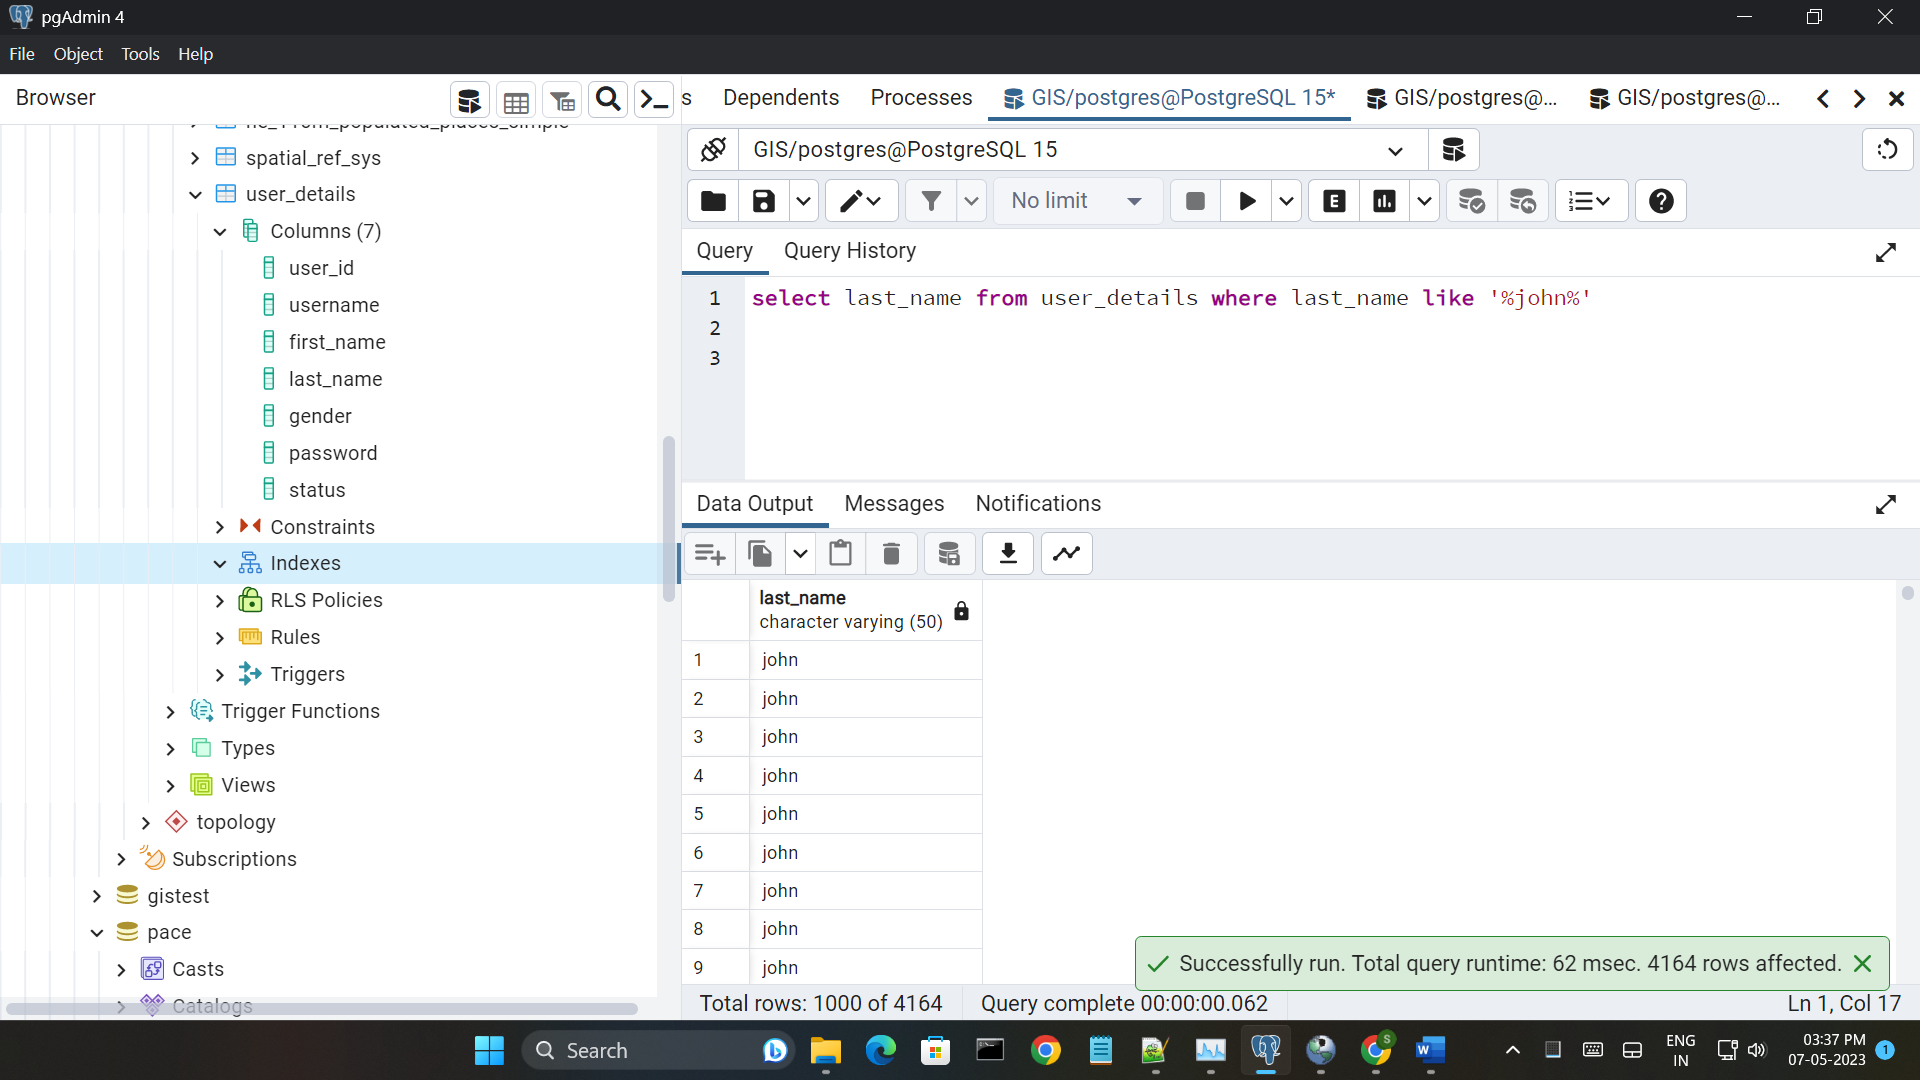 pgAdmin 4
File Object Tools Help
Browser
s Dependents Processes GIS/postgres@PostgreSQL 15* GIS/postgres@... GIS/postgres@...
ne_110m_populated_places_simple
spatial_ref_sys
user_details
Columns (7)
user_id
username
first_name
last_name
gender
password
status
Constraints
Indexes
RLS Policies
Rules
Triggers
Trigger Functions
Types
Views
topology
Subscriptions
gistest
pace
Casts
Catalogs
GIS/postgres@PostgreSQL 15
No limit
E
Query Query History
1 select last_name from user_details where last_name like '%john%'
2
3
Data Output Messages Notifications
last_name
character varying (50)
1 john
2 john
3 john
4 john
5 john
6 john
7 john
8 john
9 john
Successfully run. Total query runtime: 62 msec. 4164 rows affected.
Total rows: 1000 of 4164 Query complete 00:00:00.062 Ln 1, Col 17
Search
S
W
ENG
IN
03:37 PM
07-05-2023
1